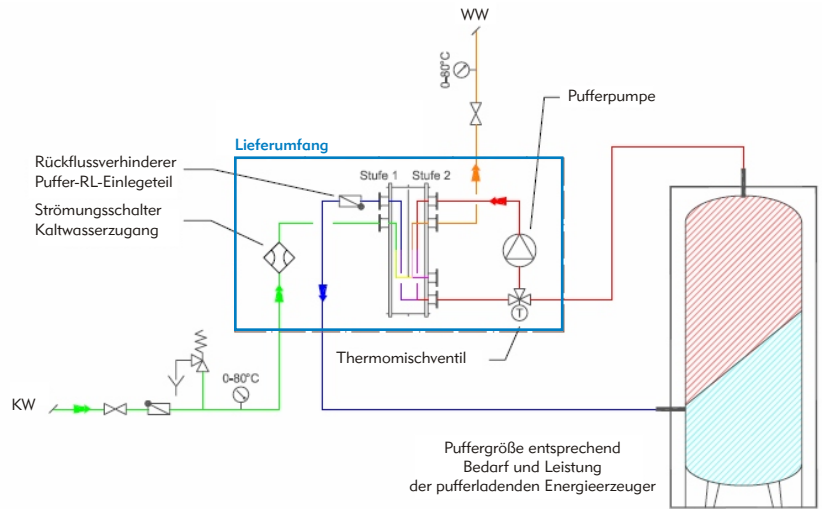 WW
0-80°C
Pufferpumpe
Lieferumfang
Rückflussverhinderer
Puffer-RL-Einlegeteil
Stufe 1 Stufe 2
Strömungsschalter
Kaltwasserzugang
T
Thermomischventil
0-80°C
KW
Puffergröße entsprechend
Bedarf und Leistung
der pufferladenden Energieerzeuger